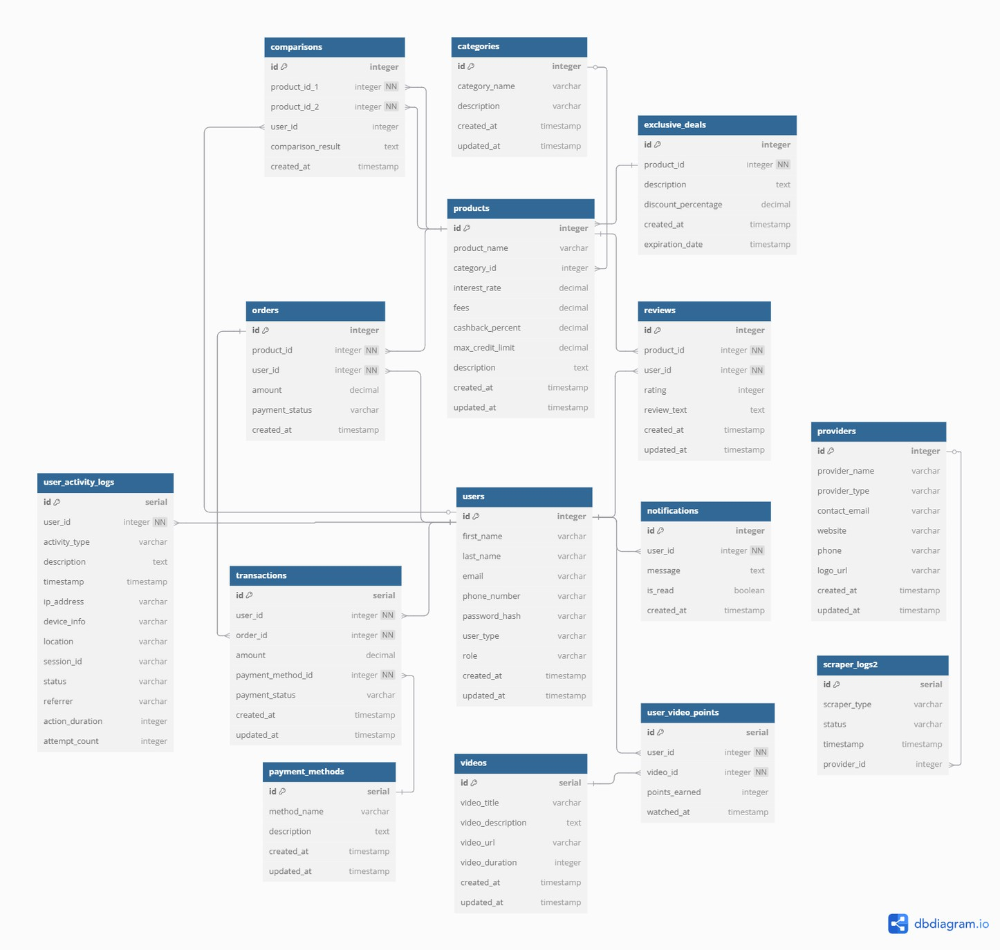 comparisons
id integer
product_id_1 integer NN
product_id_2 integer NN
user_id integer
comparison_result text
created_at timestamp
categories
id integer
category_name varchar
description varchar
created_at timestamp
updated_at timestamp
exclusive_deals
id integer
product_id integer NN
description text
discount_percentage decimal
created_at timestamp
expiration_date timestamp
products
id integer
product_name varchar
category_id integer
interest_rate decimal
fees decimal
cashback_percent decimal
max_credit_limit decimal
description text
created_at timestamp
updated_at timestamp
orders
id integer
product_id integer NN
user_id integer NN
amount decimal
payment_status varchar
created_at timestamp
reviews
id integer
product_id integer NN
user_id integer NN
rating integer
review_text text
created_at timestamp
updated_at timestamp
providers
id integer
provider_name varchar
provider_type varchar
contact_email varchar
website varchar
phone varchar
logo_url varchar
created_at timestamp
updated_at timestamp
user_activity_logs
id serial
user_id integer NN
activity_type varchar
description text
timestamp timestamp
ip_address varchar
device_info varchar
location varchar
session_id varchar
status varchar
referrer varchar
action_duration integer
attempt_count integer
users
id integer
first_name varchar
last_name varchar
email varchar
phone_number varchar
password_hash varchar
user_type varchar
role varchar
created_at timestamp
updated_at timestamp
notifications
id integer
user_id integer NN
message text
is_read boolean
created_at timestamp
transactions
id serial
user_id integer NN
order_id integer NN
amount decimal
payment_method_id integer NN
payment_status varchar
created_at timestamp
updated_at timestamp
scraper_logs2
id serial
scraper_type varchar
status varchar
timestamp timestamp
provider_id integer
user_video_points
id serial
user_id integer NN
video_id integer NN
points_earned integer
watched_at timestamp
payment_methods
id serial
method_name varchar
description text
created_at timestamp
updated_at timestamp
videos
id serial
video_title varchar
video_description text
video_url varchar
video_duration integer
created_at timestamp
updated_at timestamp
dbdiagram.io